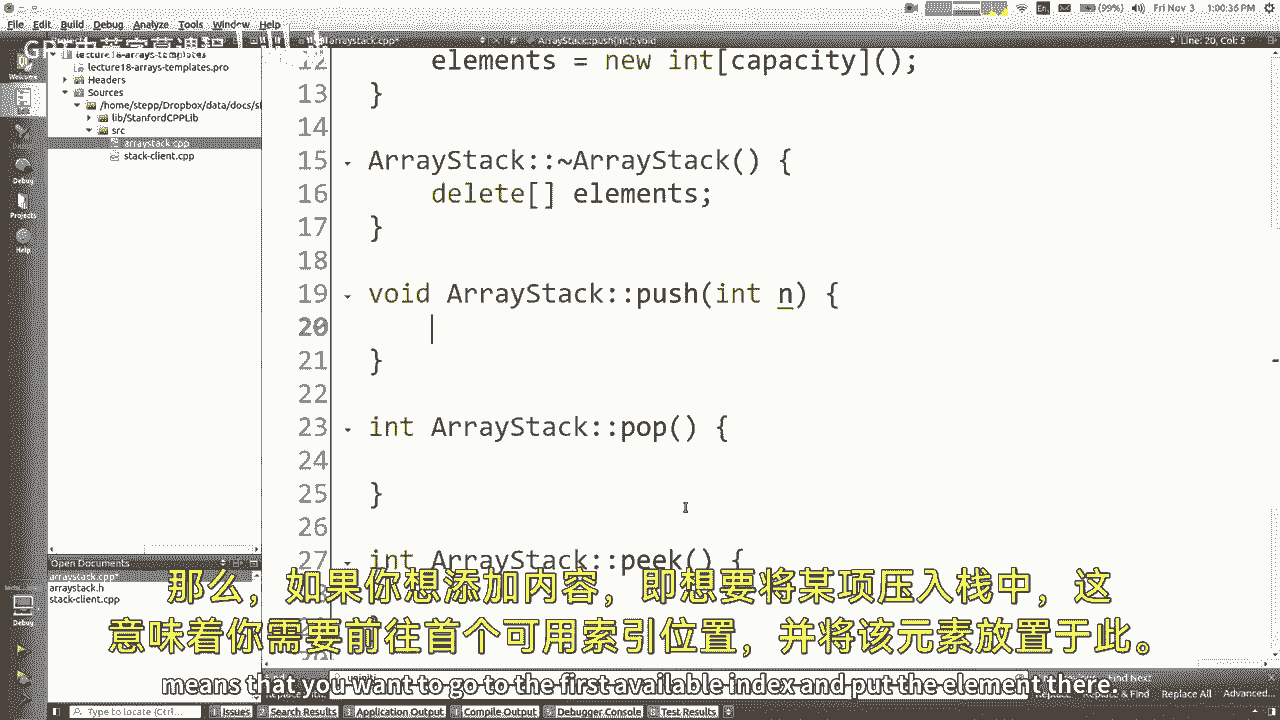 File Edit View Build Debug Analyze Tools Window Help
(99%) Fri Nov 3 1:00:36 PM
GPT中英字幕课程
arraystack.cpp* ArrayStack::push(int): void Line: 20, Col: 5
lecture18-arrays-templates
lecture18-arrays-templates.pro
Headers
Sources
/home/stepp/Dropbox/data/docs/st
lib/StanfordCPPLib
src
arraystack.cpp
stack-client.cpp
Welcome
Debug
Projects
Help
12 elements = new int[capacity]();
13 }
14
15 ArrayStack::~ArrayStack() {
16 delete[] elements;
17 }
18
19 void ArrayStack::push(int n) {
20
21 }
22
23 int ArrayStack::pop() {
24
25 }
26
27 int ArrayStack::peek() {
Open Documents
arraystack.cpp*
arraystack.h
stack-client.cpp
Debug
那么，如果你想添加内容，即想要将某项压入栈中，这
意味着你需要前往首个可用索引位置，并将该元素放置于此。
means that you want to go to the first available index and put the element there.
Find Next
Replace All Advanced...
Type to locate (Ctrl... 1 Issues 2 Search Results 3 Application Output 4 Compile Output 5 Debugger Console 8 Test Results